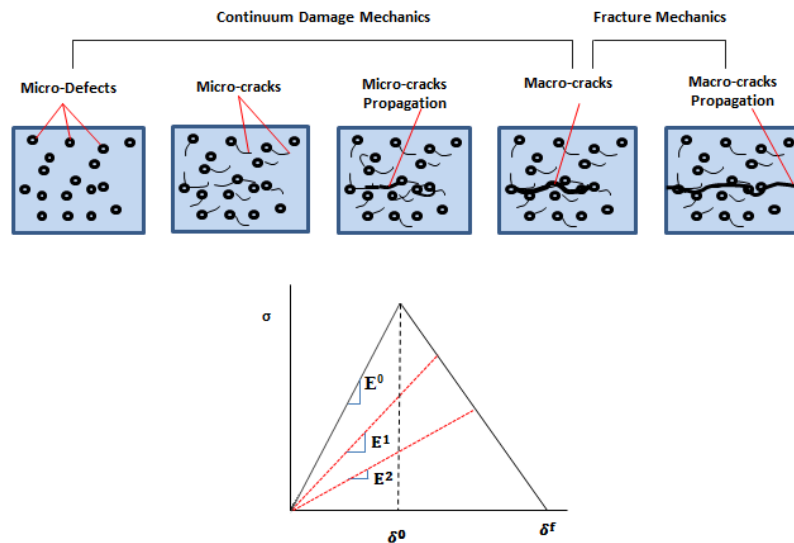 Continuum Damage Mechanics
Fracture Mechanics
Micro-Defects
Micro-cracks
Micro-cracks
Propagation
Macro-cracks
Macro-cracks
Propagation
σ
E⁰
E¹
E²
δ⁰
δᶠ